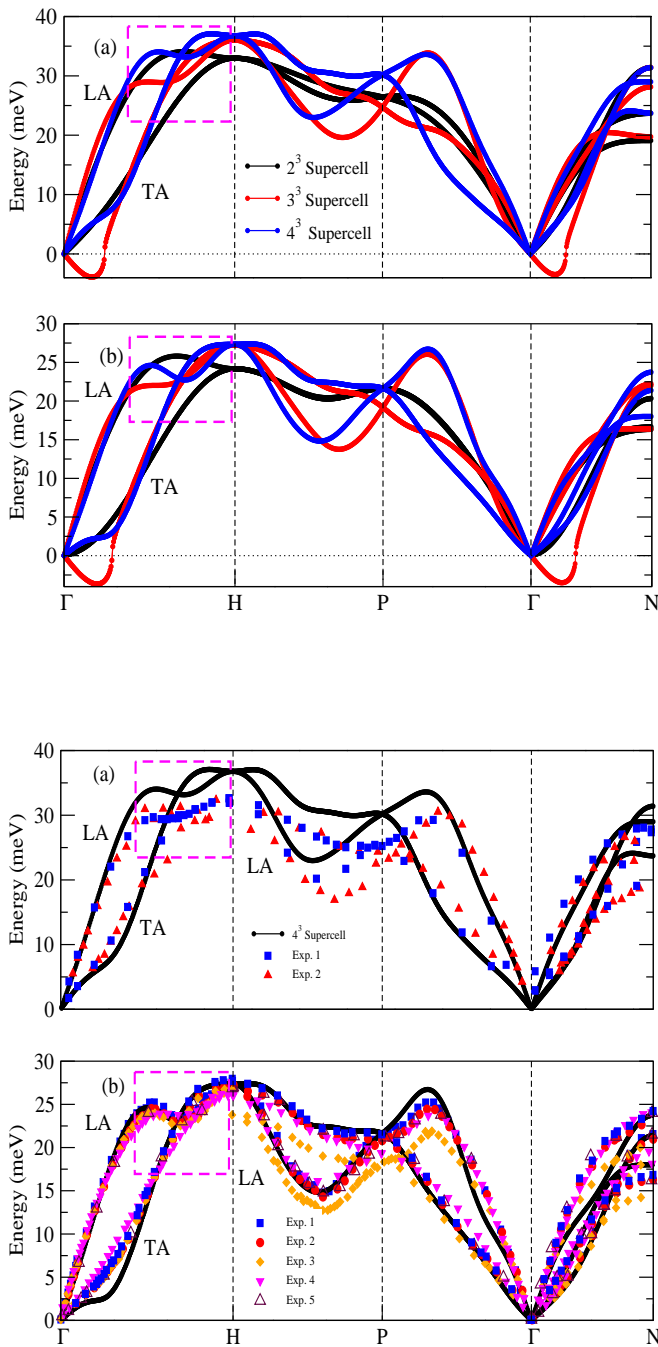 40
(a)
30
LA
Energy (meV)
20
2³ Supercell
TA
3³ Supercell
10
4³ Supercell
0
30
(b)
25
LA
20
Energy (meV)
15
TA
10
5
0
Γ H P Γ N
40
(a)
30
LA
LA
Energy (meV)
20
TA
4³ Supercell
10
Exp. 1
Exp. 2
0
30
(b)
25
LA
20
Energy (meV)
LA
15
Exp. 1
TA
Exp. 2
10
Exp. 3
Exp. 4
5
Exp. 5
0
Γ H P Γ N